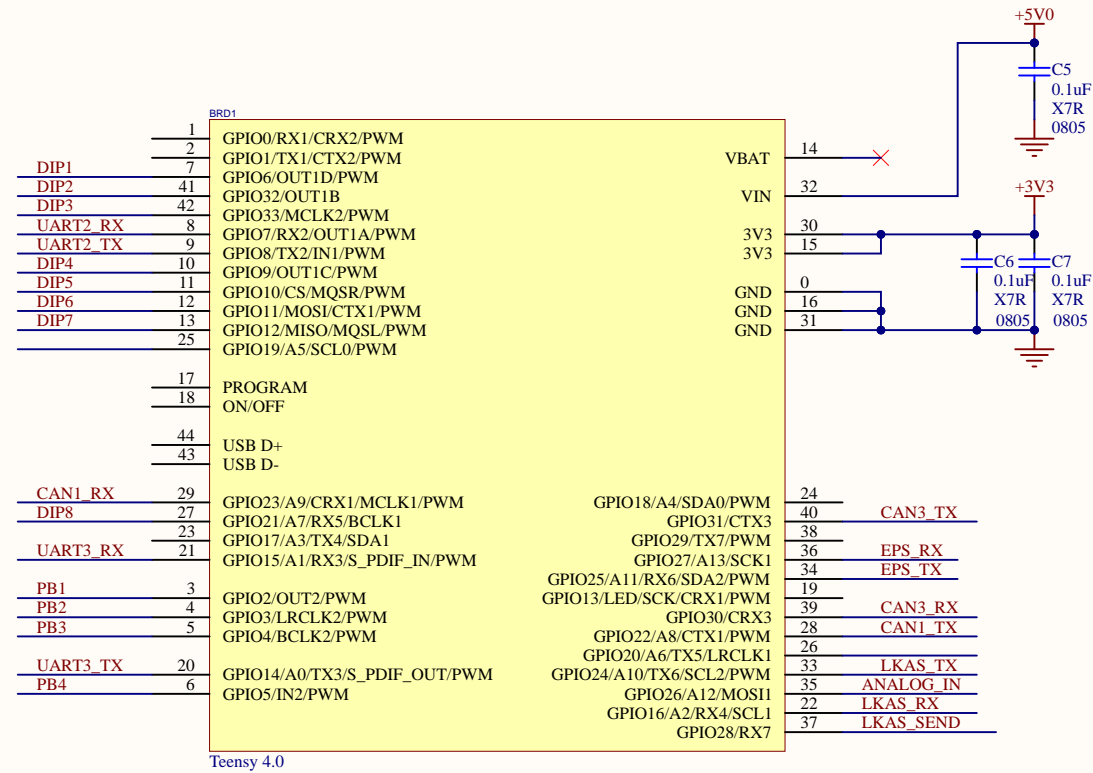 +5V0
C5
0.1uF
X7R
0805
BRD1
1 GPIO0/RX1/CRX2/PWM
2 GPIO1/TX1/CTX2/PWM
DIP1 7 GPIO6/OUT1D/PWM
DIP2 41 GPIO32/OUT1B
DIP3 42 GPIO33/MCLK2/PWM
UART2_RX 8 GPIO7/RX2/OUT1A/PWM
UART2_TX 9 GPIO8/TX2/IN1/PWM
DIP4 10 GPIO9/OUT1C/PWM
DIP5 11 GPIO10/CS/MQSR/PWM
DIP6 12 GPIO11/MOSI/CTX1/PWM
DIP7 13 GPIO12/MISO/MQSL/PWM
25 GPIO19/A5/SCL0/PWM
17 PROGRAM
18 ON/OFF
44 USB D+
43 USB D-
CAN1_RX 29 GPIO23/A9/CRX1/MCLK1/PWM
DIP8 27 GPIO21/A7/RX5/BCLK1
23 GPIO17/A3/TX4/SDA1
UART3_RX 21 GPIO15/A1/RX3/S_PDIF_IN/PWM
PB1 3 GPIO2/OUT2/PWM
PB2 4 GPIO3/LRCLK2/PWM
PB3 5 GPIO4/BCLK2/PWM
UART3_TX 20 GPIO14/A0/TX3/S_PDIF_OUT/PWM
PB4 6 GPIO5/IN2/PWM
VBAT 14
VIN 32
+3V3
3V3 30
3V3 15
GND 0
GND 16
GND 31
C6
0.1uF
X7R
0805
C7
0.1uF
X7R
0805
GPIO18/A4/SDA0/PWM 24
GPIO31/CTX3 40 CAN3_TX
GPIO29/TX7/PWM 38
GPIO27/A13/SCK1 36 EPS_RX
GPIO25/A11/RX6/SDA2/PWM 34 EPS_TX
GPIO13/LED/SCK/CRX1/PWM 19
GPIO30/CRX3 39 CAN3_RX
GPIO22/A8/CTX1/PWM 28 CAN1_TX
GPIO20/A6/TX5/LRCLK1 26
GPIO24/A10/TX6/SCL2/PWM 33 LKAS_TX
GPIO26/A12/MOSI1 35 ANALOG_IN
GPIO16/A2/RX4/SCL1 22 LKAS_RX
GPIO28/RX7 37 LKAS_SEND
Teensy 4.0